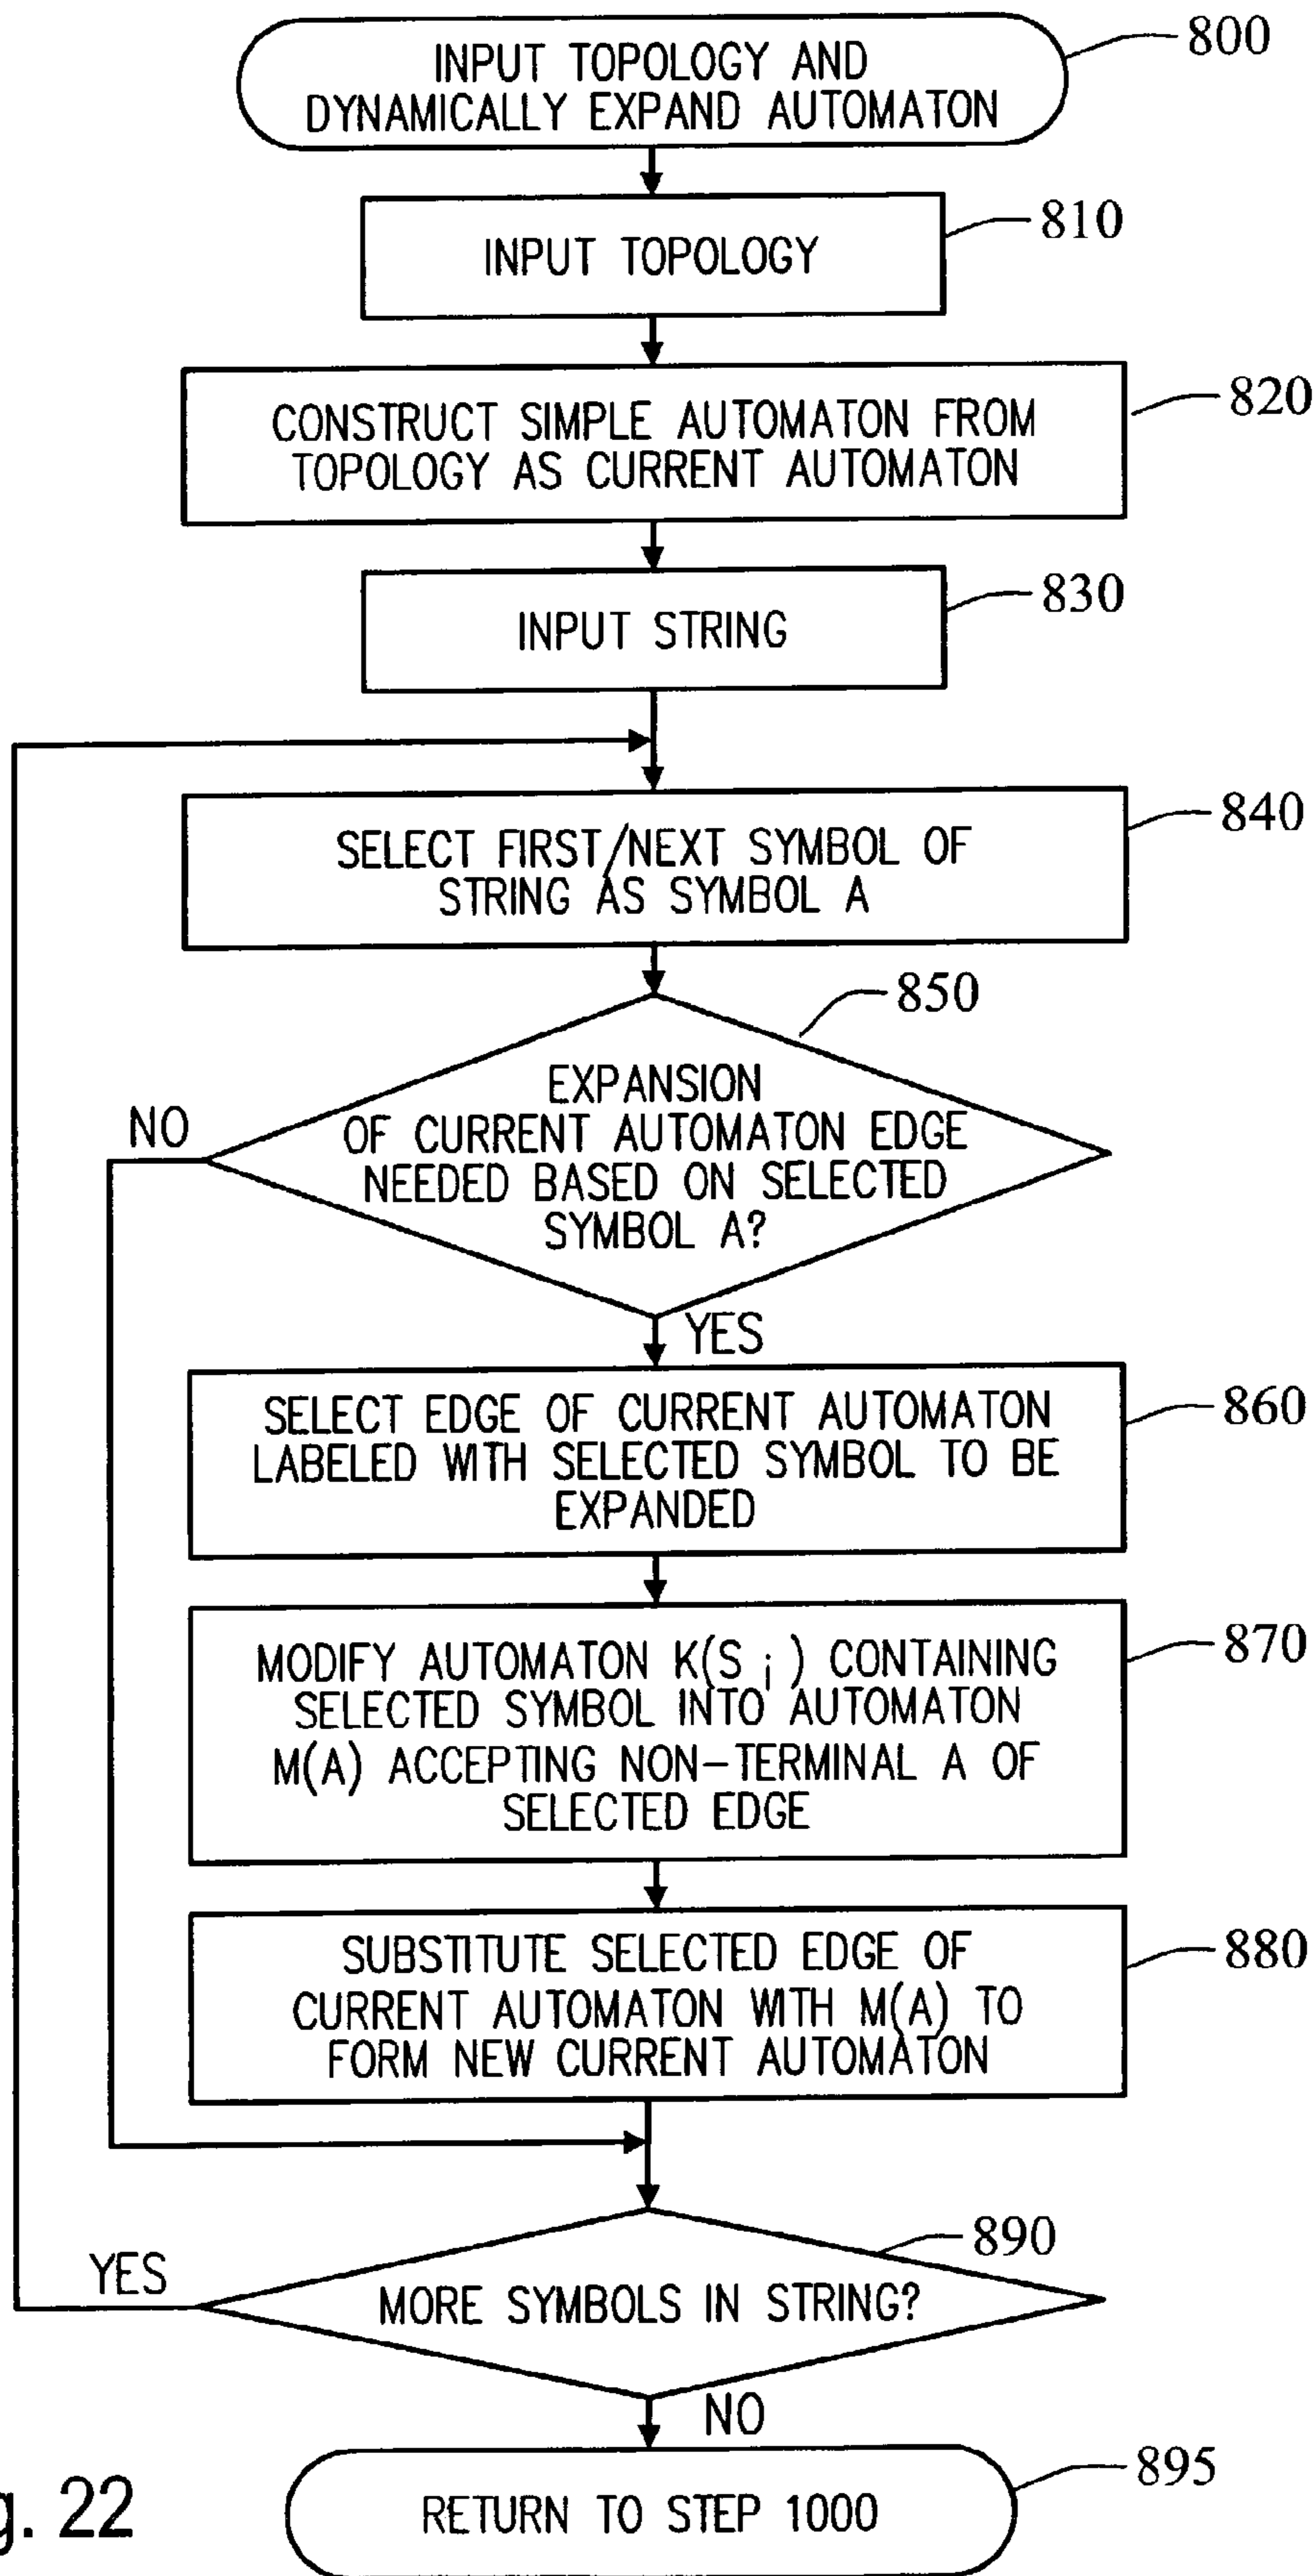 INPUT TOPOLOGY AND
DYNAMICALLY EXPAND AUTOMATON
800
INPUT TOPOLOGY
810
CONSTRUCT SIMPLE AUTOMATON FROM
TOPOLOGY AS CURRENT AUTOMATON
820
INPUT STRING
830
SELECT FIRST/NEXT SYMBOL OF
STRING AS SYMBOL A
840
850
EXPANSION
OF CURRENT AUTOMATON EDGE
NEEDED BASED ON SELECTED
SYMBOL A?
NO
YES
SELECT EDGE OF CURRENT AUTOMATON
LABELED WITH SELECTED SYMBOL TO BE
EXPANDED
860
MODIFY AUTOMATON K(S i) CONTAINING
SELECTED SYMBOL INTO AUTOMATON
M(A) ACCEPTING NON-TERMINAL A OF
SELECTED EDGE
870
SUBSTITUTE SELECTED EDGE OF
CURRENT AUTOMATON WITH M(A) TO
FORM NEW CURRENT AUTOMATON
880
890
MORE SYMBOLS IN STRING?
YES
NO
RETURN TO STEP 1000
895
g. 22